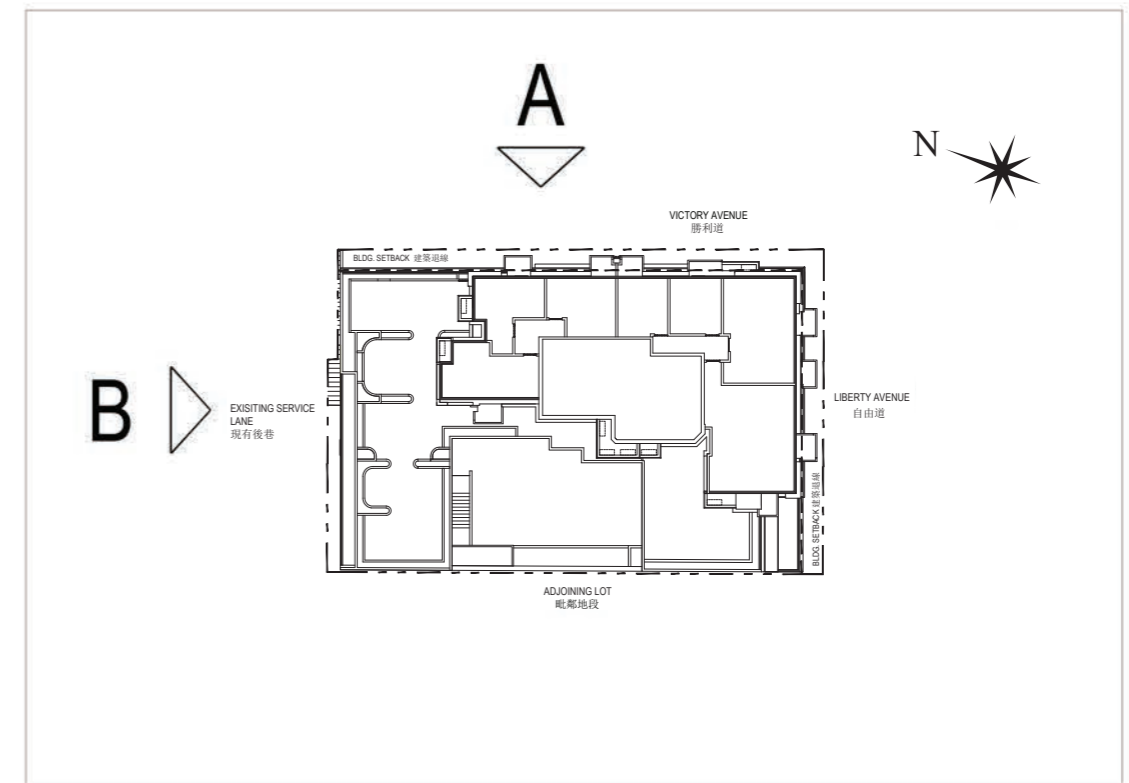 A
N
VICTORY AVENUE
勝利道
BLDG. SETBACK 建築退線
B
EXISITING SERVICE
LANE
現有後巷
LIBERTY AVENUE
自由道
BLDG. SETBACK 建築退線
ADJOINING LOT
毗鄰地段